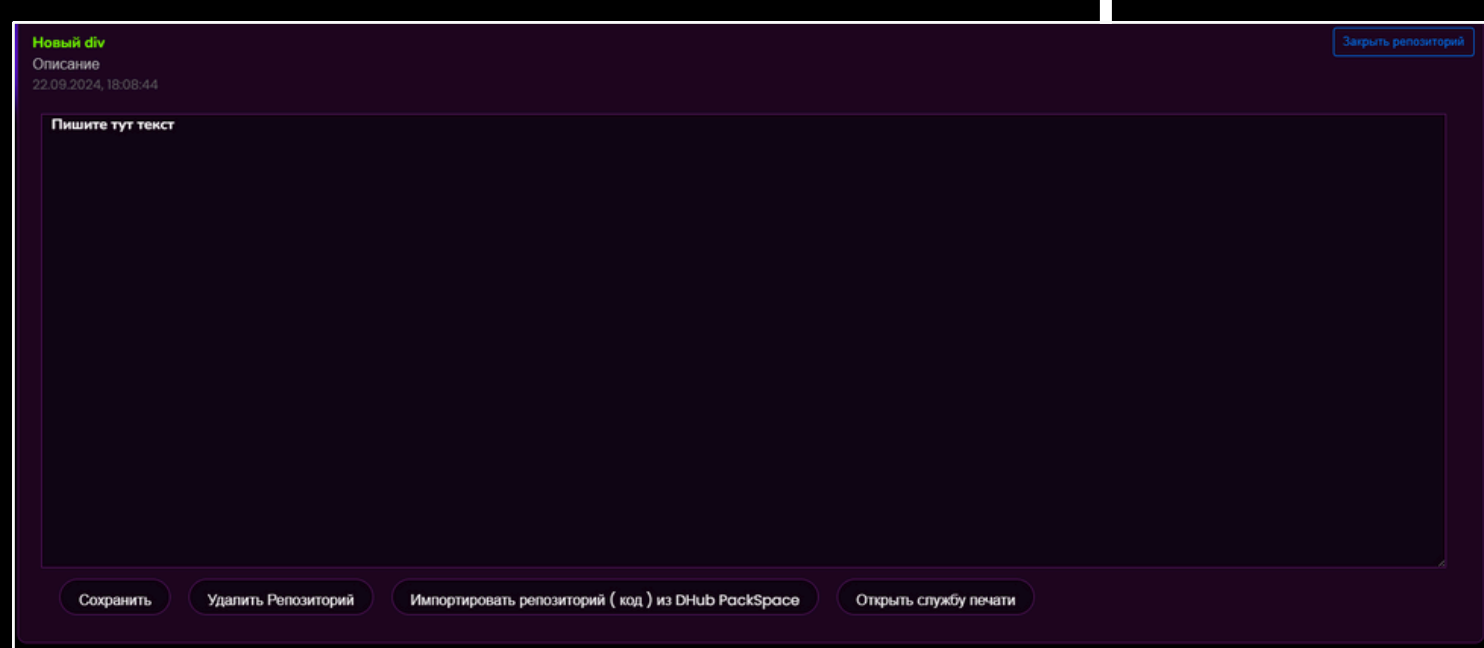 Новый div
Закрыть репозиторий
Описание
22.09.2024, 18:08:44
Пишите тут текст
Сохранить
Удалить Репозиторий
Импортировать репозиторий ( код ) из DHub PackSpace
Открыть службу печати